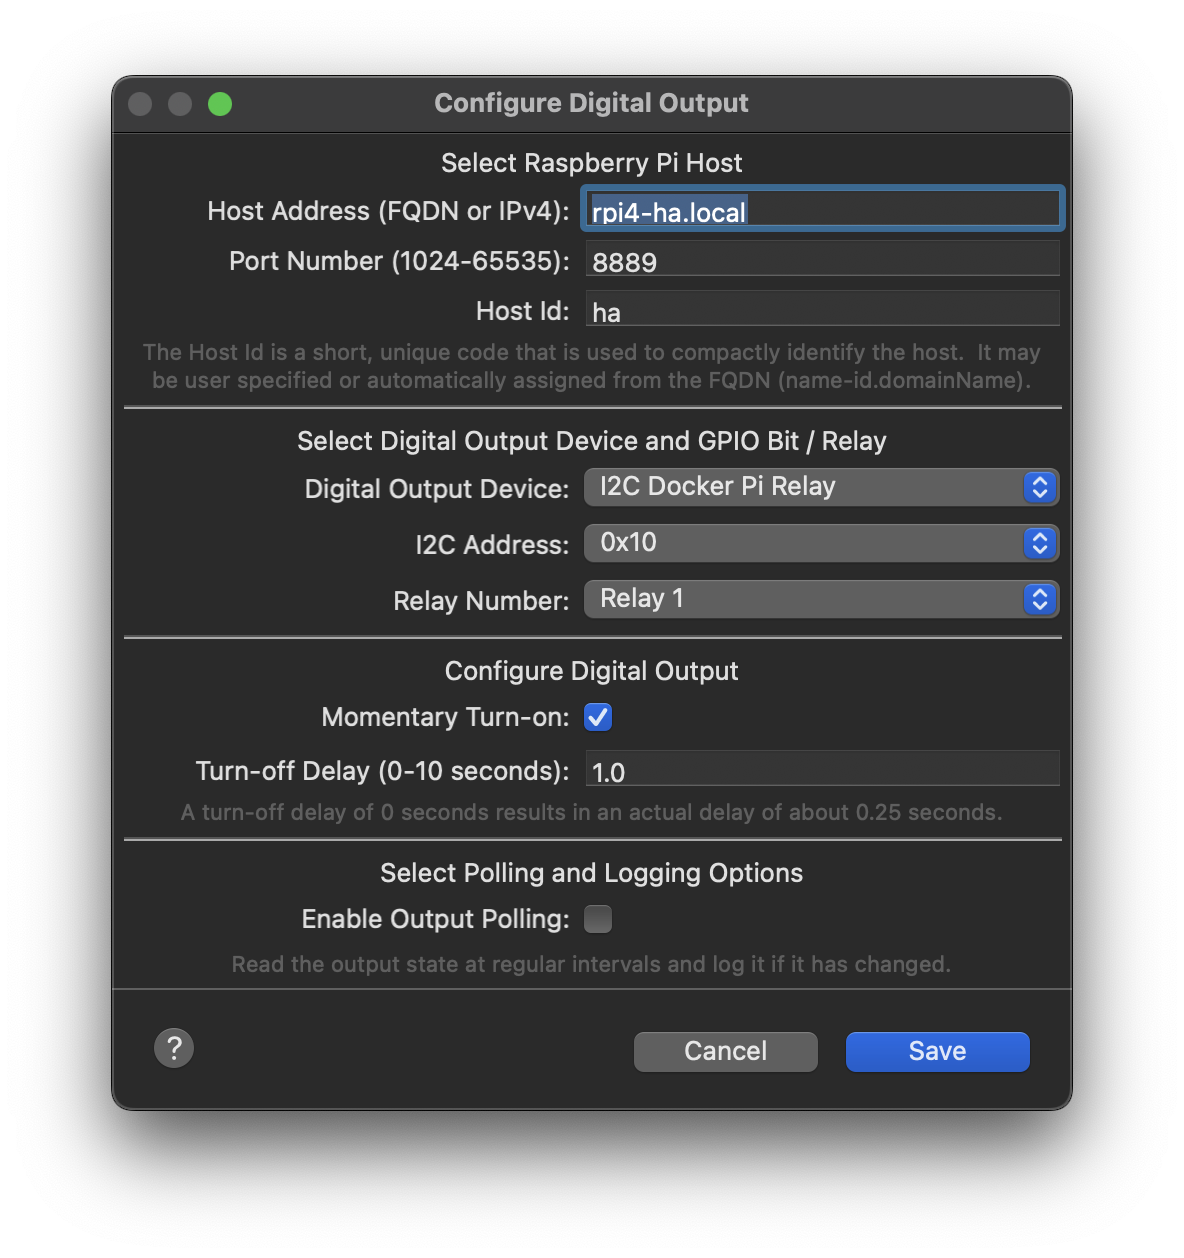 Configure Digital Output
Select Raspberry Pi Host
Host Address (FQDN or IPv4): rpi4-ha.local
Port Number (1024-65535): 8889
Host Id: ha
The Host Id is a short, unique code that is used to compactly identify the host.  It may
be user specified or automatically assigned from the FQDN (name-id.domainName).
Select Digital Output Device and GPIO Bit / Relay
Digital Output Device: I2C Docker Pi Relay
I2C Address: 0x10
Relay Number: Relay 1
Configure Digital Output
Momentary Turn-on:
Turn-off Delay (0-10 seconds): 1.0
A turn-off delay of 0 seconds results in an actual delay of about 0.25 seconds.
Select Polling and Logging Options
Enable Output Polling:
Read the output state at regular intervals and log it if it has changed.
? Cancel Save